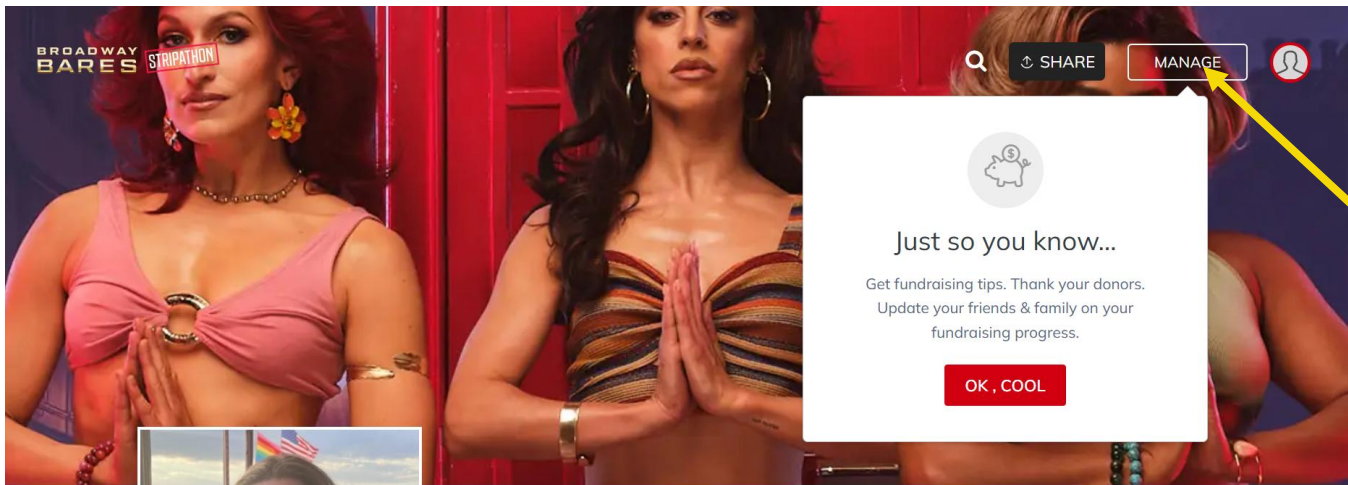 BROADWAY
BARES STRIPATHON
SHARE
MANAGE
Just so you know...
Get fundraising tips. Thank your donors.
Update your friends & family on your
fundraising progress.
OK , COOL